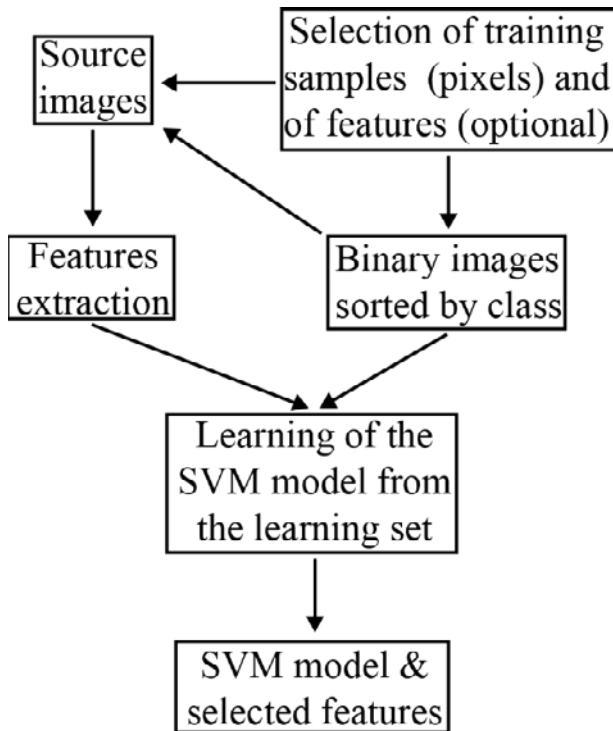 Source
images
Selection of training
samples (pixels) and
of features (optional)
Features
extraction
Binary images
sorted by class
Learning of the
SVM model from
the learning set
SVM model &
selected features